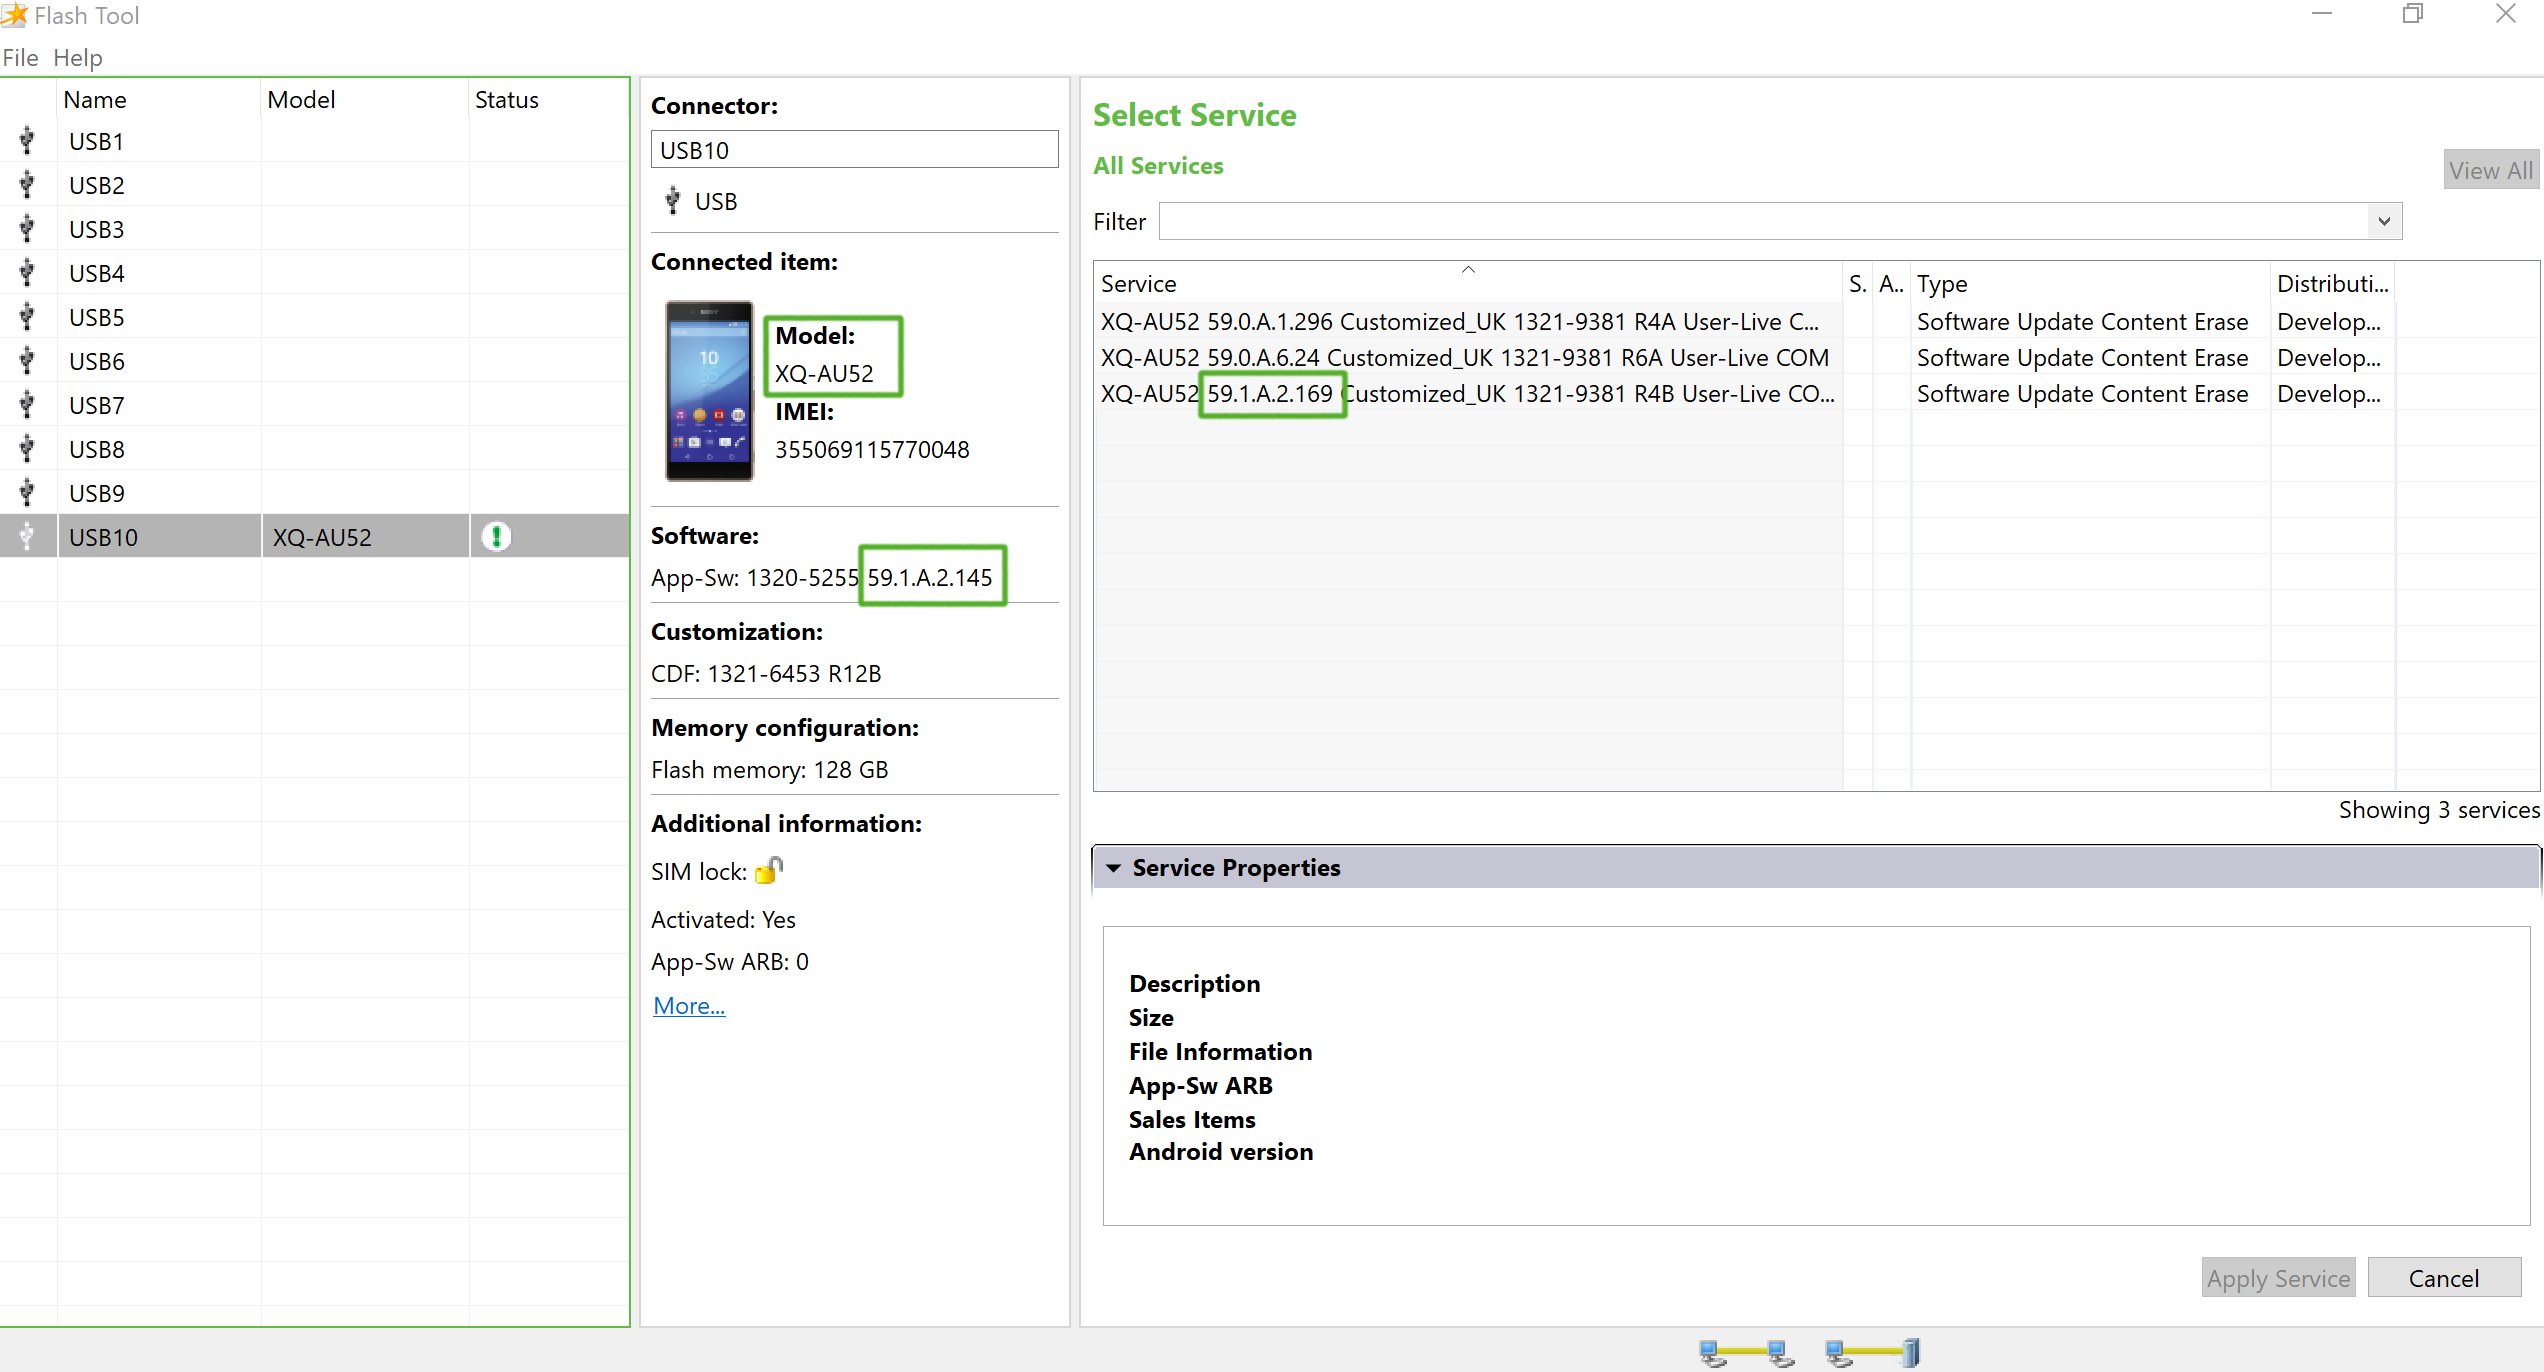 Flash Tool
File Help
Name Model Status
USB1
USB2
USB3
USB4
USB5
USB6
USB7
USB8
USB9
USB10 XQ-AU52
Connector:
USB10
USB
Connected item:
SONY
10
Model:
XQ-AU52
IMEI:
355069115770048
Software:
App-Sw: 1320-5255 59.1.A.2.145
Customization:
CDF: 1321-6453 R12B
Memory configuration:
Flash memory: 128 GB
Additional information:
SIM lock:
Activated: Yes
App-Sw ARB: 0
More...
Select Service
All Services
View All
Filter
Service S. A.. Type Distributi...
XQ-AU52 59.0.A.1.296 Customized_UK 1321-9381 R4A User-Live C... Software Update Content Erase Develop...
XQ-AU52 59.0.A.6.24 Customized_UK 1321-9381 R6A User-Live COM Software Update Content Erase Develop...
XQ-AU52 59.1.A.2.169 Customized_UK 1321-9381 R4B User-Live CO... Software Update Content Erase Develop...
Showing 3 services
Service Properties
Description
Size
File Information
App-Sw ARB
Sales Items
Android version
Apply Service Cancel